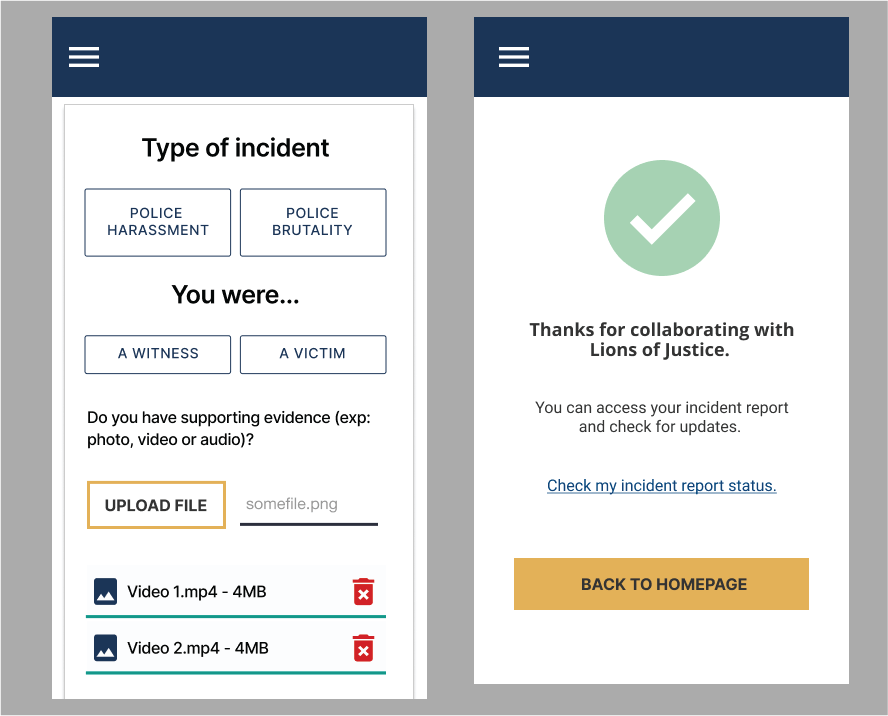 Type of incident
POLICE
HARASSMENT
POLICE
BRUTALITY
You were...
A WITNESS
A VICTIM
Do you have supporting evidence (exp:
photo, video or audio)?
UPLOAD FILE
somefile.png
Video 1.mp4 - 4MB
Video 2.mp4 - 4MB
Thanks for collaborating with
Lions of Justice.
You can access your incident report
and check for updates.
Check my incident report status.
BACK TO HOMEPAGE